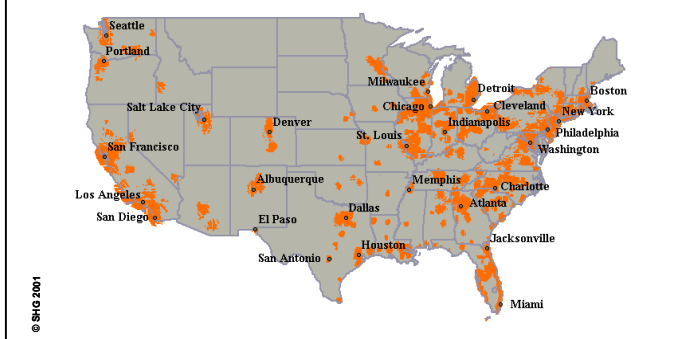 Seattle
Portland
Milwaukee
Detroit
Boston
Salt Lake City
Chicago
Cleveland
New York
Denver
St. Louis
Indianapolis
Philadelphia
San Francisco
Washington
Albuquerque
Memphis
Charlotte
Los Angeles
San Diego
Dallas
Atlanta
El Paso
Jacksonville
San Antonio
Houston
Miami
© SHG 2001